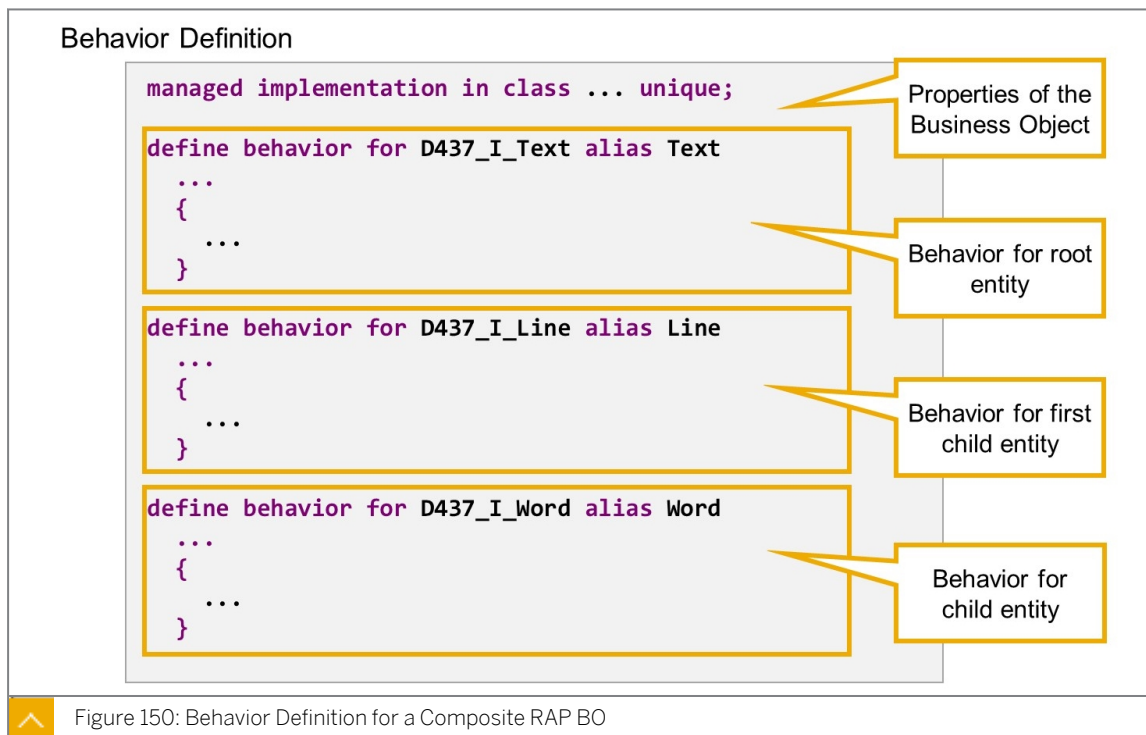 Behavior Definition
managed implementation in class ... unique;
Properties of the
Business Object
define behavior for D437_I_Text alias Text
...
{
...
}
Behavior for root
entity
define behavior for D437_I_Line alias Line
...
{
...
}
Behavior for first
child entity
define behavior for D437_I_Word alias Word
...
{
...
}
Behavior for
child entity
Figure 150: Behavior Definition for a Composite RAP BO